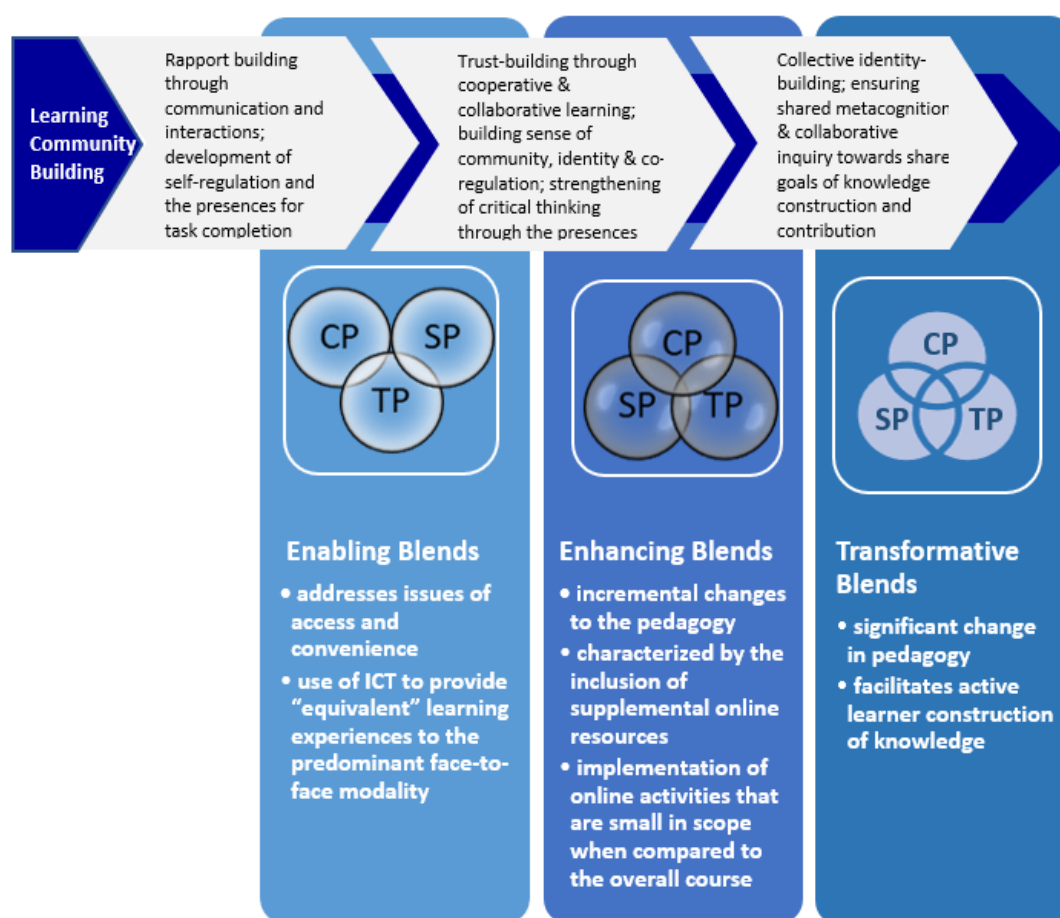 Learning
Community
Building
Rapport building
through
communication and
interactions;
development of
self-regulation and
the presences for
task completion
Trust-building through
cooperative &
collaborative learning;
building sense of
community, identity & co-
regulation; strengthening
of critical thinking
through the presences
Collective identity-
building; ensuring
shared metacognition
& collaborative
inquiry towards share
goals of knowledge
construction and
contribution
CP
SP
TP
CP
SP
TP
CP
SP
TP
Enabling Blends
• addresses issues of
access and
convenience
• use of ICT to provide
“equivalent” learning
experiences to the
predominant face-to-
face modality
Enhancing Blends
• incremental changes
to the pedagogy
• characterized by the
inclusion of
supplemental online
resources
• implementation of
online activities that
are small in scope
when compared to
the overall course
Transformative
Blends
• significant change
in pedagogy
• facilitates active
learner construction
of knowledge